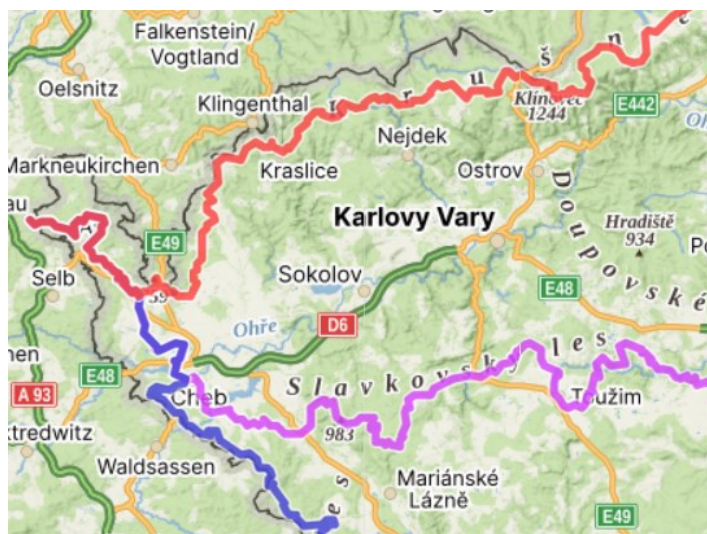 Falkenstein/
Vogtland
Oelsnitz
Klingenthal
Klínovec
1244
E442
Nejdek
Markneukirchen
Kraslice
Ostrov
Karlovy Vary
Doupovské
Hradiště
934
E49
Selb
Sokolov
E48
Ohře
D6
E48
A 93
Cheb
Slavkovský les
Toužim
983
Waldsassen
Mariánské
Lázně
E49